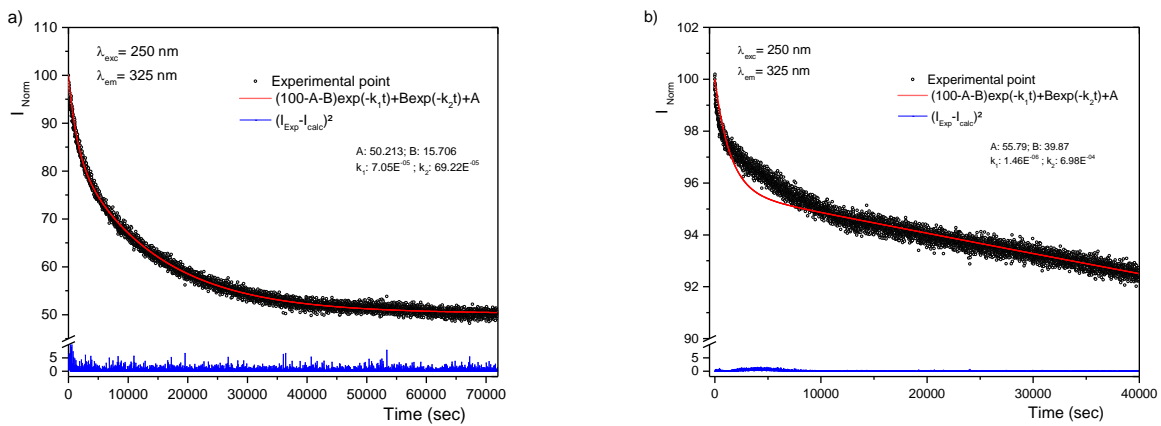 a)
λexc= 250 nm
λem= 325 nm
Experimental point
(100-A-B)exp(-k1t)+Bexp(-k2t)+A
(IExp-Icalc)²
A: 50.213; B: 15.706
k1: 7.05E-05 ; k2: 69.22E-05
I Norm
110
100
90
80
70
60
50
5
0
0 10000 20000 30000 40000 50000 60000 70000
Time (sec)
b)
λexc= 250 nm
λem= 325 nm
Experimental point
(100-A-B)exp(-k1t)+Bexp(-k2t)+A
(IExp-Icalc)²
A: 55.79; B: 39.87
k1: 1.46E-06 ; k2: 6.98E-04
I Norm
102
100
98
96
94
92
90
5
0
0 10000 20000 30000 40000
Time (sec)